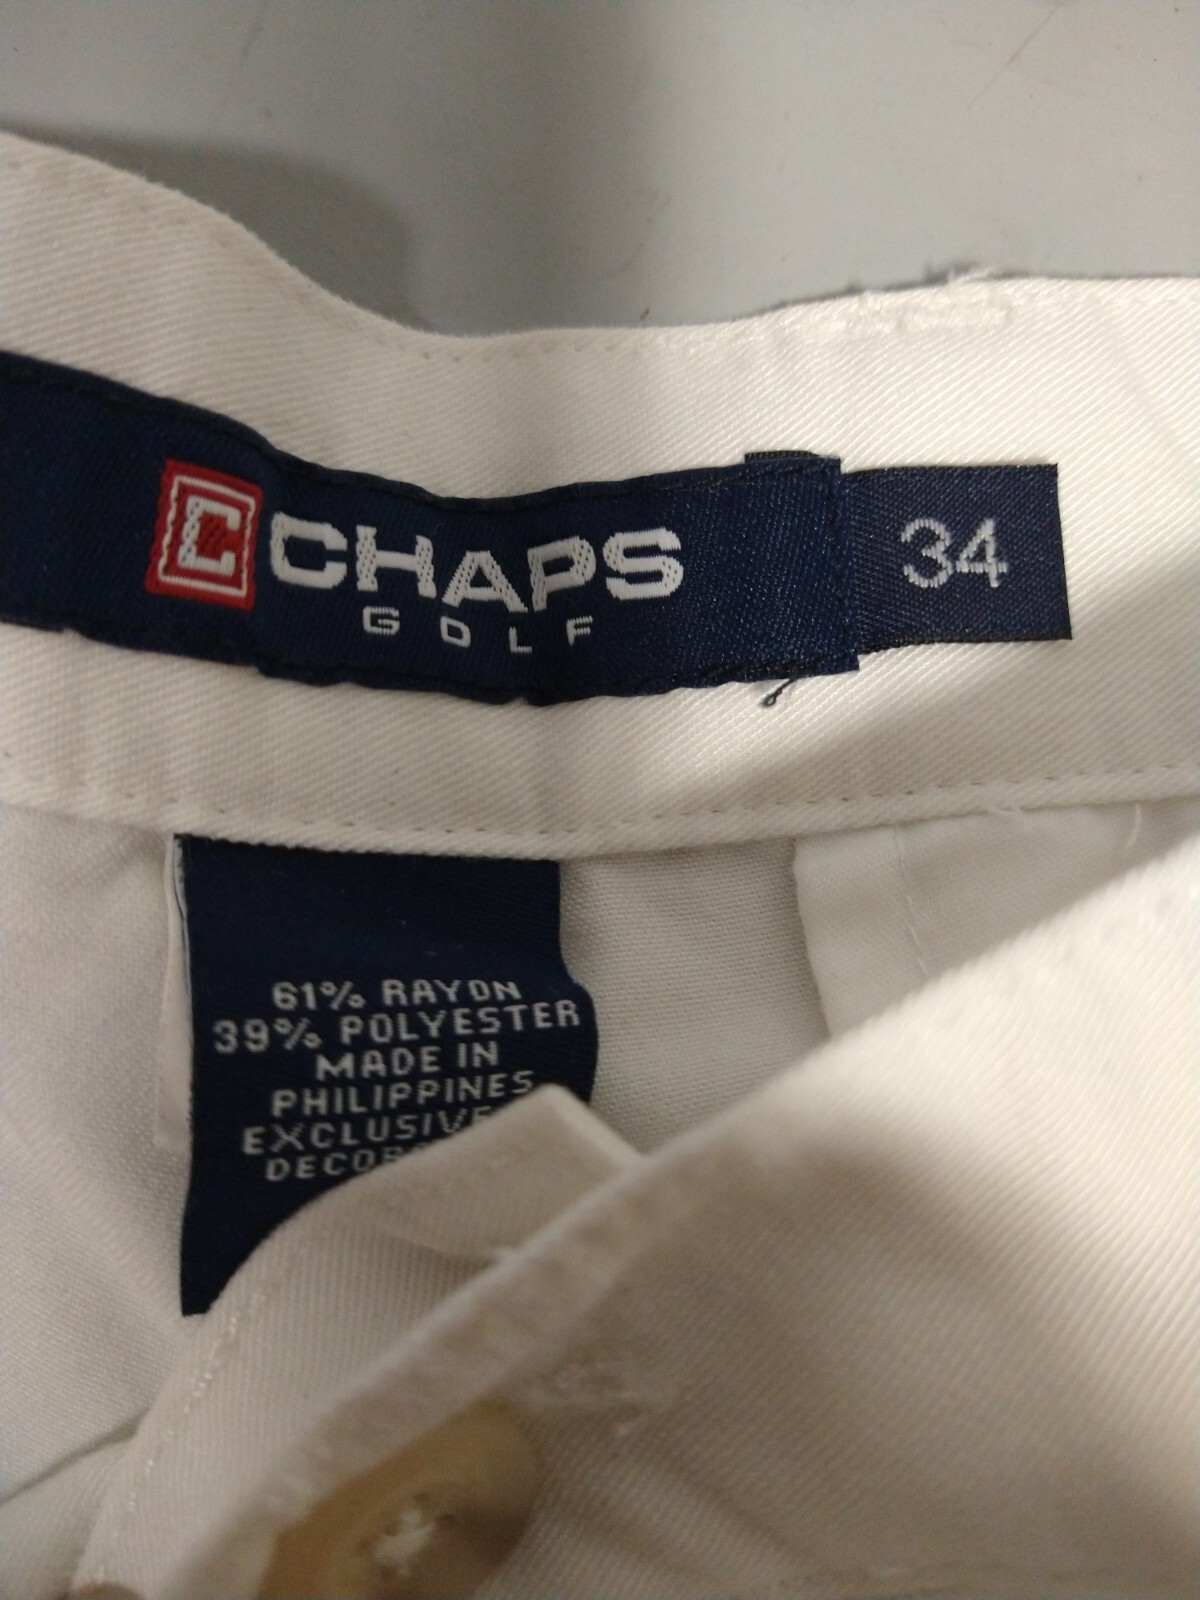 C CHAPS
GOLF
34
61% RAYON
39% POLYESTER
MADE IN
PHILIPPINES